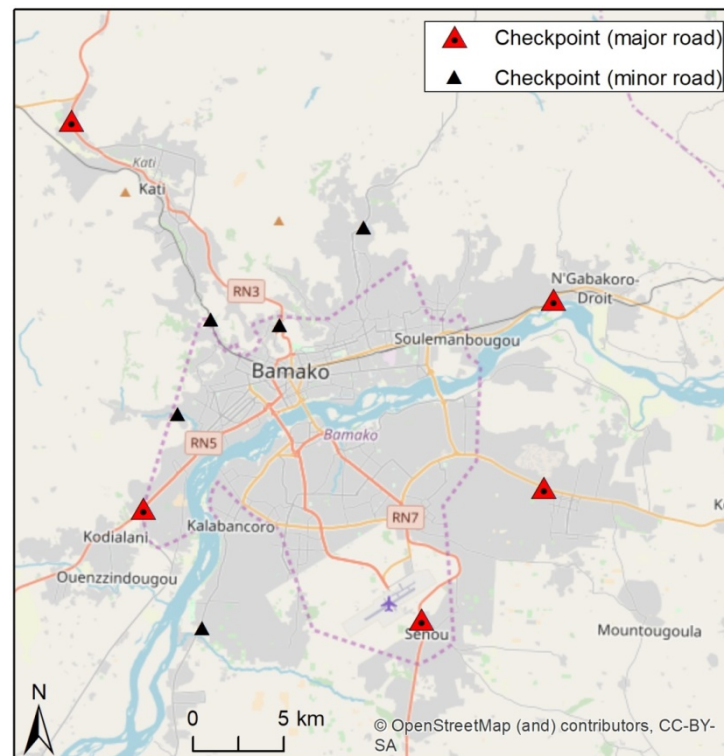 Checkpoint (major road)
Checkpoint (minor road)
Kati
Kati
N'Gabakoro-
Droit
RN3
Soulemanbougou
Bamako
Bamako
RN5
Kalabancoro
RN7
Kodialani
Ouenzzindougou
Senou
Mountougoula
N
0 5 km
© OpenStreetMap (and) contributors, CC-BY-
SA